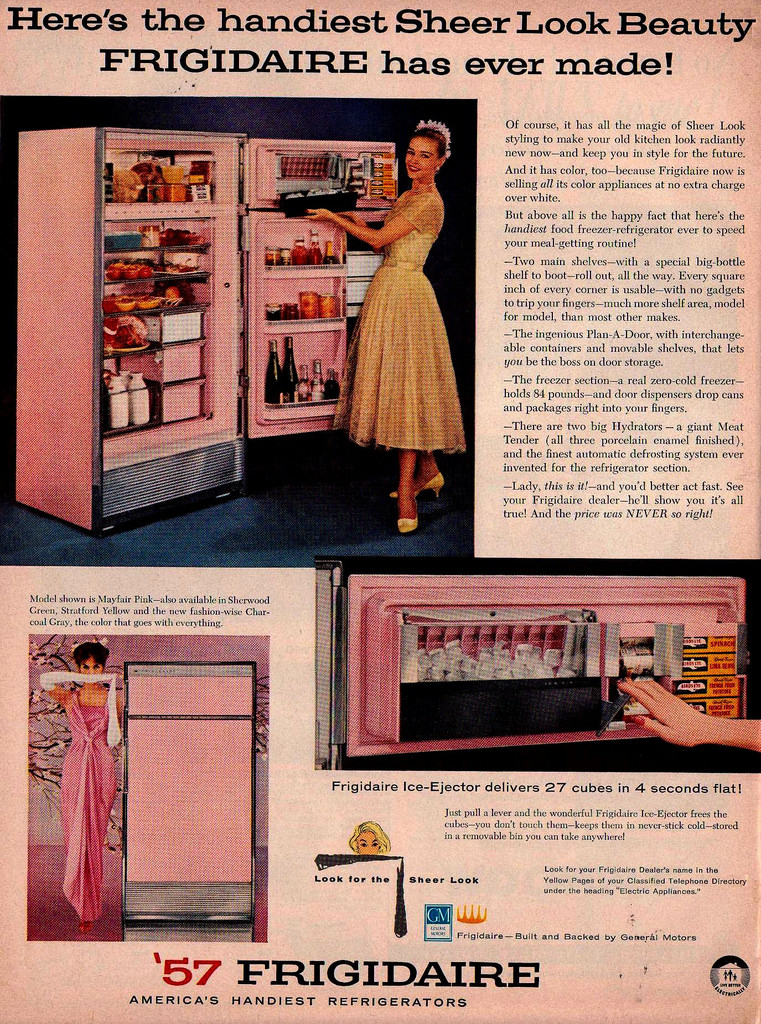 Here's the handiest Sheer Look Beauty
FRIGIDAIRE has ever made!
Of course, it has all the magic of Sheer Look
styling to make your old kitchen look radiantly
new now—and keep you in style for the future.
And it has color, too—because Frigidaire now is
selling all its color appliances at no extra charge
over white.
But above all is the happy fact that here's the
handiest food freezer-refrigerator ever to speed
your meal-getting routine!
—Two main shelves—with a special big-bottle
shelf to boot—roll out, all the way. Every square
inch of every corner is usable—with no gadgets
to trip your fingers—much more shelf area, model
for model, than most other makes.
—The ingenious Plan-A-Door, with interchange-
able containers and movable shelves, that lets
you be the boss on door storage.
—The freezer section—a real zero-cold freezer—
holds 84 pounds—and door dispensers drop cans
and packages right into your fingers.
—There are two big Hydrators—a giant Meat
Tender (all three porcelain enamel finished),
and the finest automatic defrosting system ever
invented for the refrigerator section.
—Lady, this is it!—and you'd better act fast. See
your Frigidaire dealer—he'll show you it's all
true! And the price was NEVER so right!
Model shown is Mayfair Pink—also available in Sherwood
Green, Stratford Yellow and the new fashion-wise Char-
coal Gray, the color that goes with everything.
SPINACH
LIMA BEANS
FRENCH FRIED
POTATOES
Frigidaire Ice-Ejector delivers 27 cubes in 4 seconds flat!
Just pull a lever and the wonderful Frigidaire Ice-Ejector frees the
cubes—you don't touch them—keeps them in never-stick cold—stored
in a removable bin you can take anywhere!
Look for the Sheer Look
Look for your Frigidaire Dealer's name in the
Yellow Pages of your Classified Telephone Directory
under the heading "Electric Appliances."
GM
GENERAL
MOTORS
Frigidaire—Built and Backed by General Motors
'57 FRIGIDAIRE
AMERICA'S HANDIEST REFRIGERATORS
LIVE BETTER
ELECTRICALLY